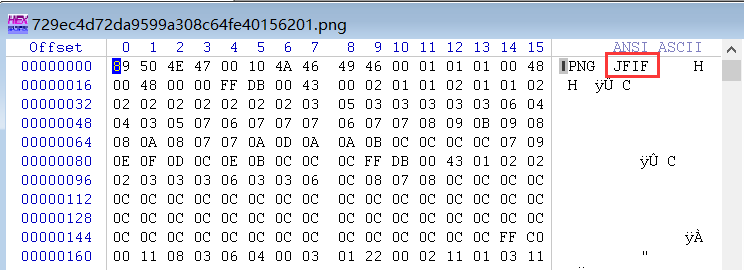 729ec4d72da9599a308c64fe40156201.png
Offset 0 1 2 3 4 5 6 7 8 9 10 11 12 13 14 15 ANSI ASCII
00000000 89 50 4E 47 00 10 4A 46 49 46 00 01 01 01 00 48 ‰PNG JFIF H
00000016 00 48 00 00 FF DB 00 43 00 02 01 01 02 01 01 02 H ÿÛ C
00000032 02 02 02 02 02 02 02 03 05 03 03 03 03 03 06 04
00000048 04 03 05 07 06 07 07 07 06 07 07 08 09 0B 09 08
00000064 08 0A 08 07 07 0A 0D 0A 0A 0B 0C 0C 0C 0C 07 09
00000080 0E 0F 0D 0C 0E 0B 0C 0C 0C FF DB 00 43 01 02 02 ÿÛ C
00000096 02 03 03 03 06 03 03 06 0C 08 07 08 0C 0C 0C 0C
00000112 0C 0C 0C 0C 0C 0C 0C 0C 0C 0C 0C 0C 0C 0C 0C 0C
00000128 0C 0C 0C 0C 0C 0C 0C 0C 0C 0C 0C 0C 0C 0C 0C 0C
00000144 0C 0C 0C 0C 0C 0C 0C 0C 0C 0C 0C 0C 0C 0C FF C0 ÿÀ
00000160 00 11 08 03 06 04 00 03 01 22 00 02 11 01 03 11 "